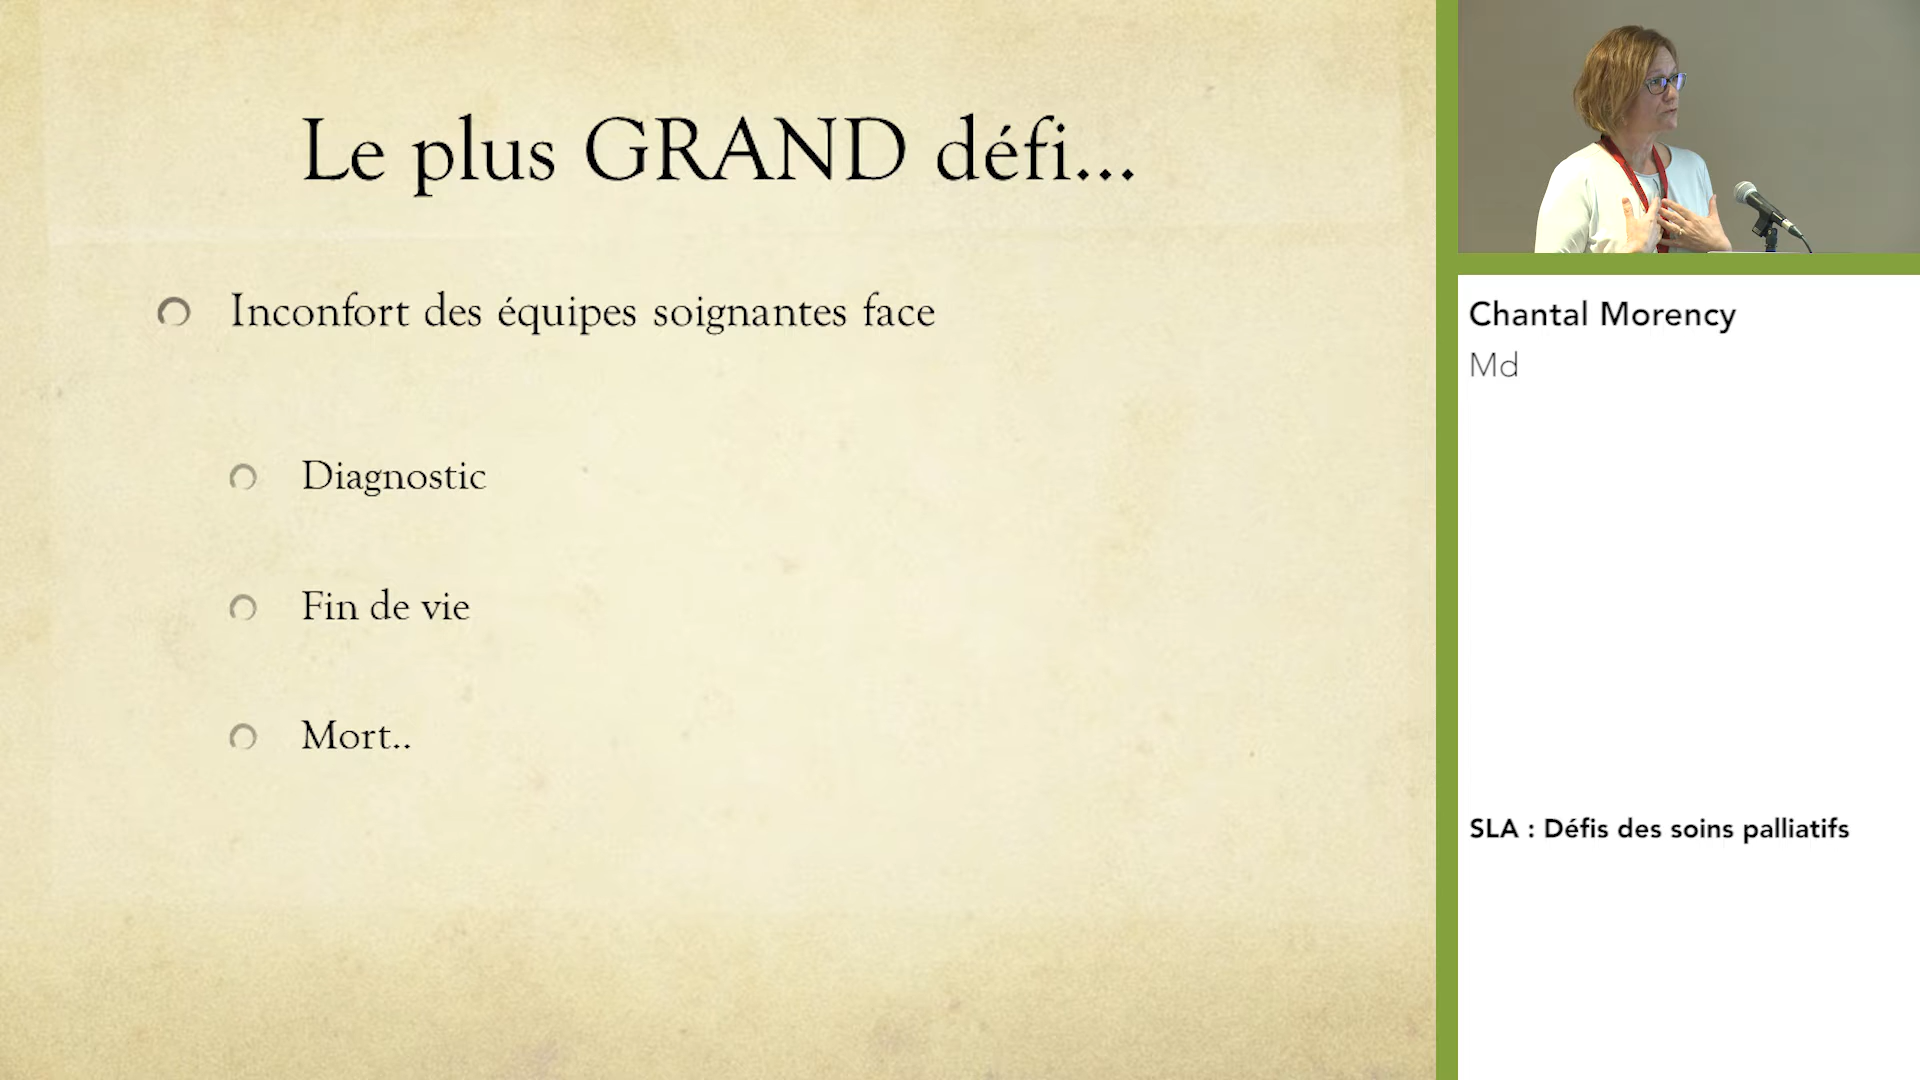 Le plus GRAND défi...
Inconfort des équipes soignantes face
Diagnostic
Fin de vie
Mort..
Chantal Morency
Md
SLA : Défis des soins palliatifs